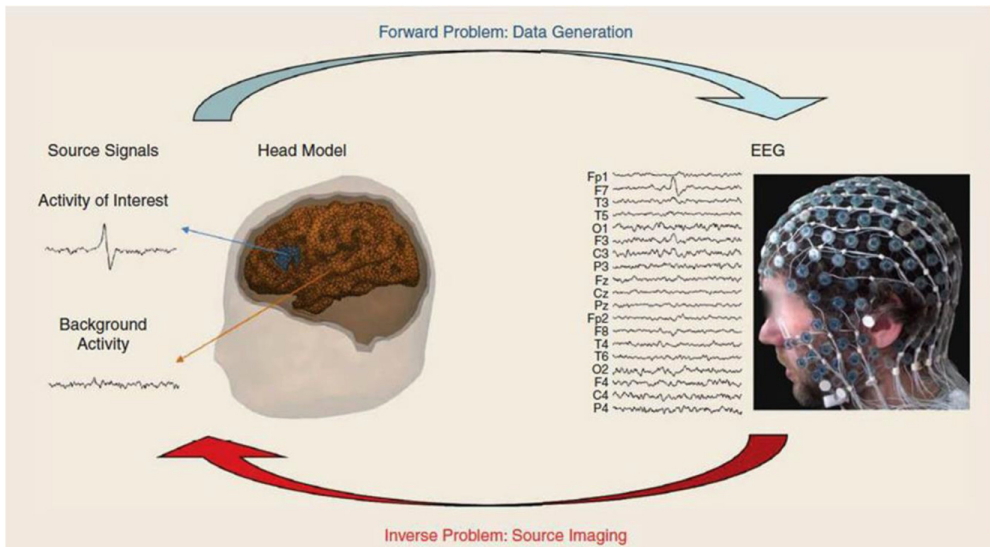 Forward Problem: Data Generation
Source Signals
Head Model
EEG
Activity of Interest
Background
Activity
Fp1
F7
T3
T5
O1
F3
C3
P3
Fz
Cz
Pz
Fp2
F8
T4
T6
O2
F4
C4
P4
Inverse Problem: Source Imaging